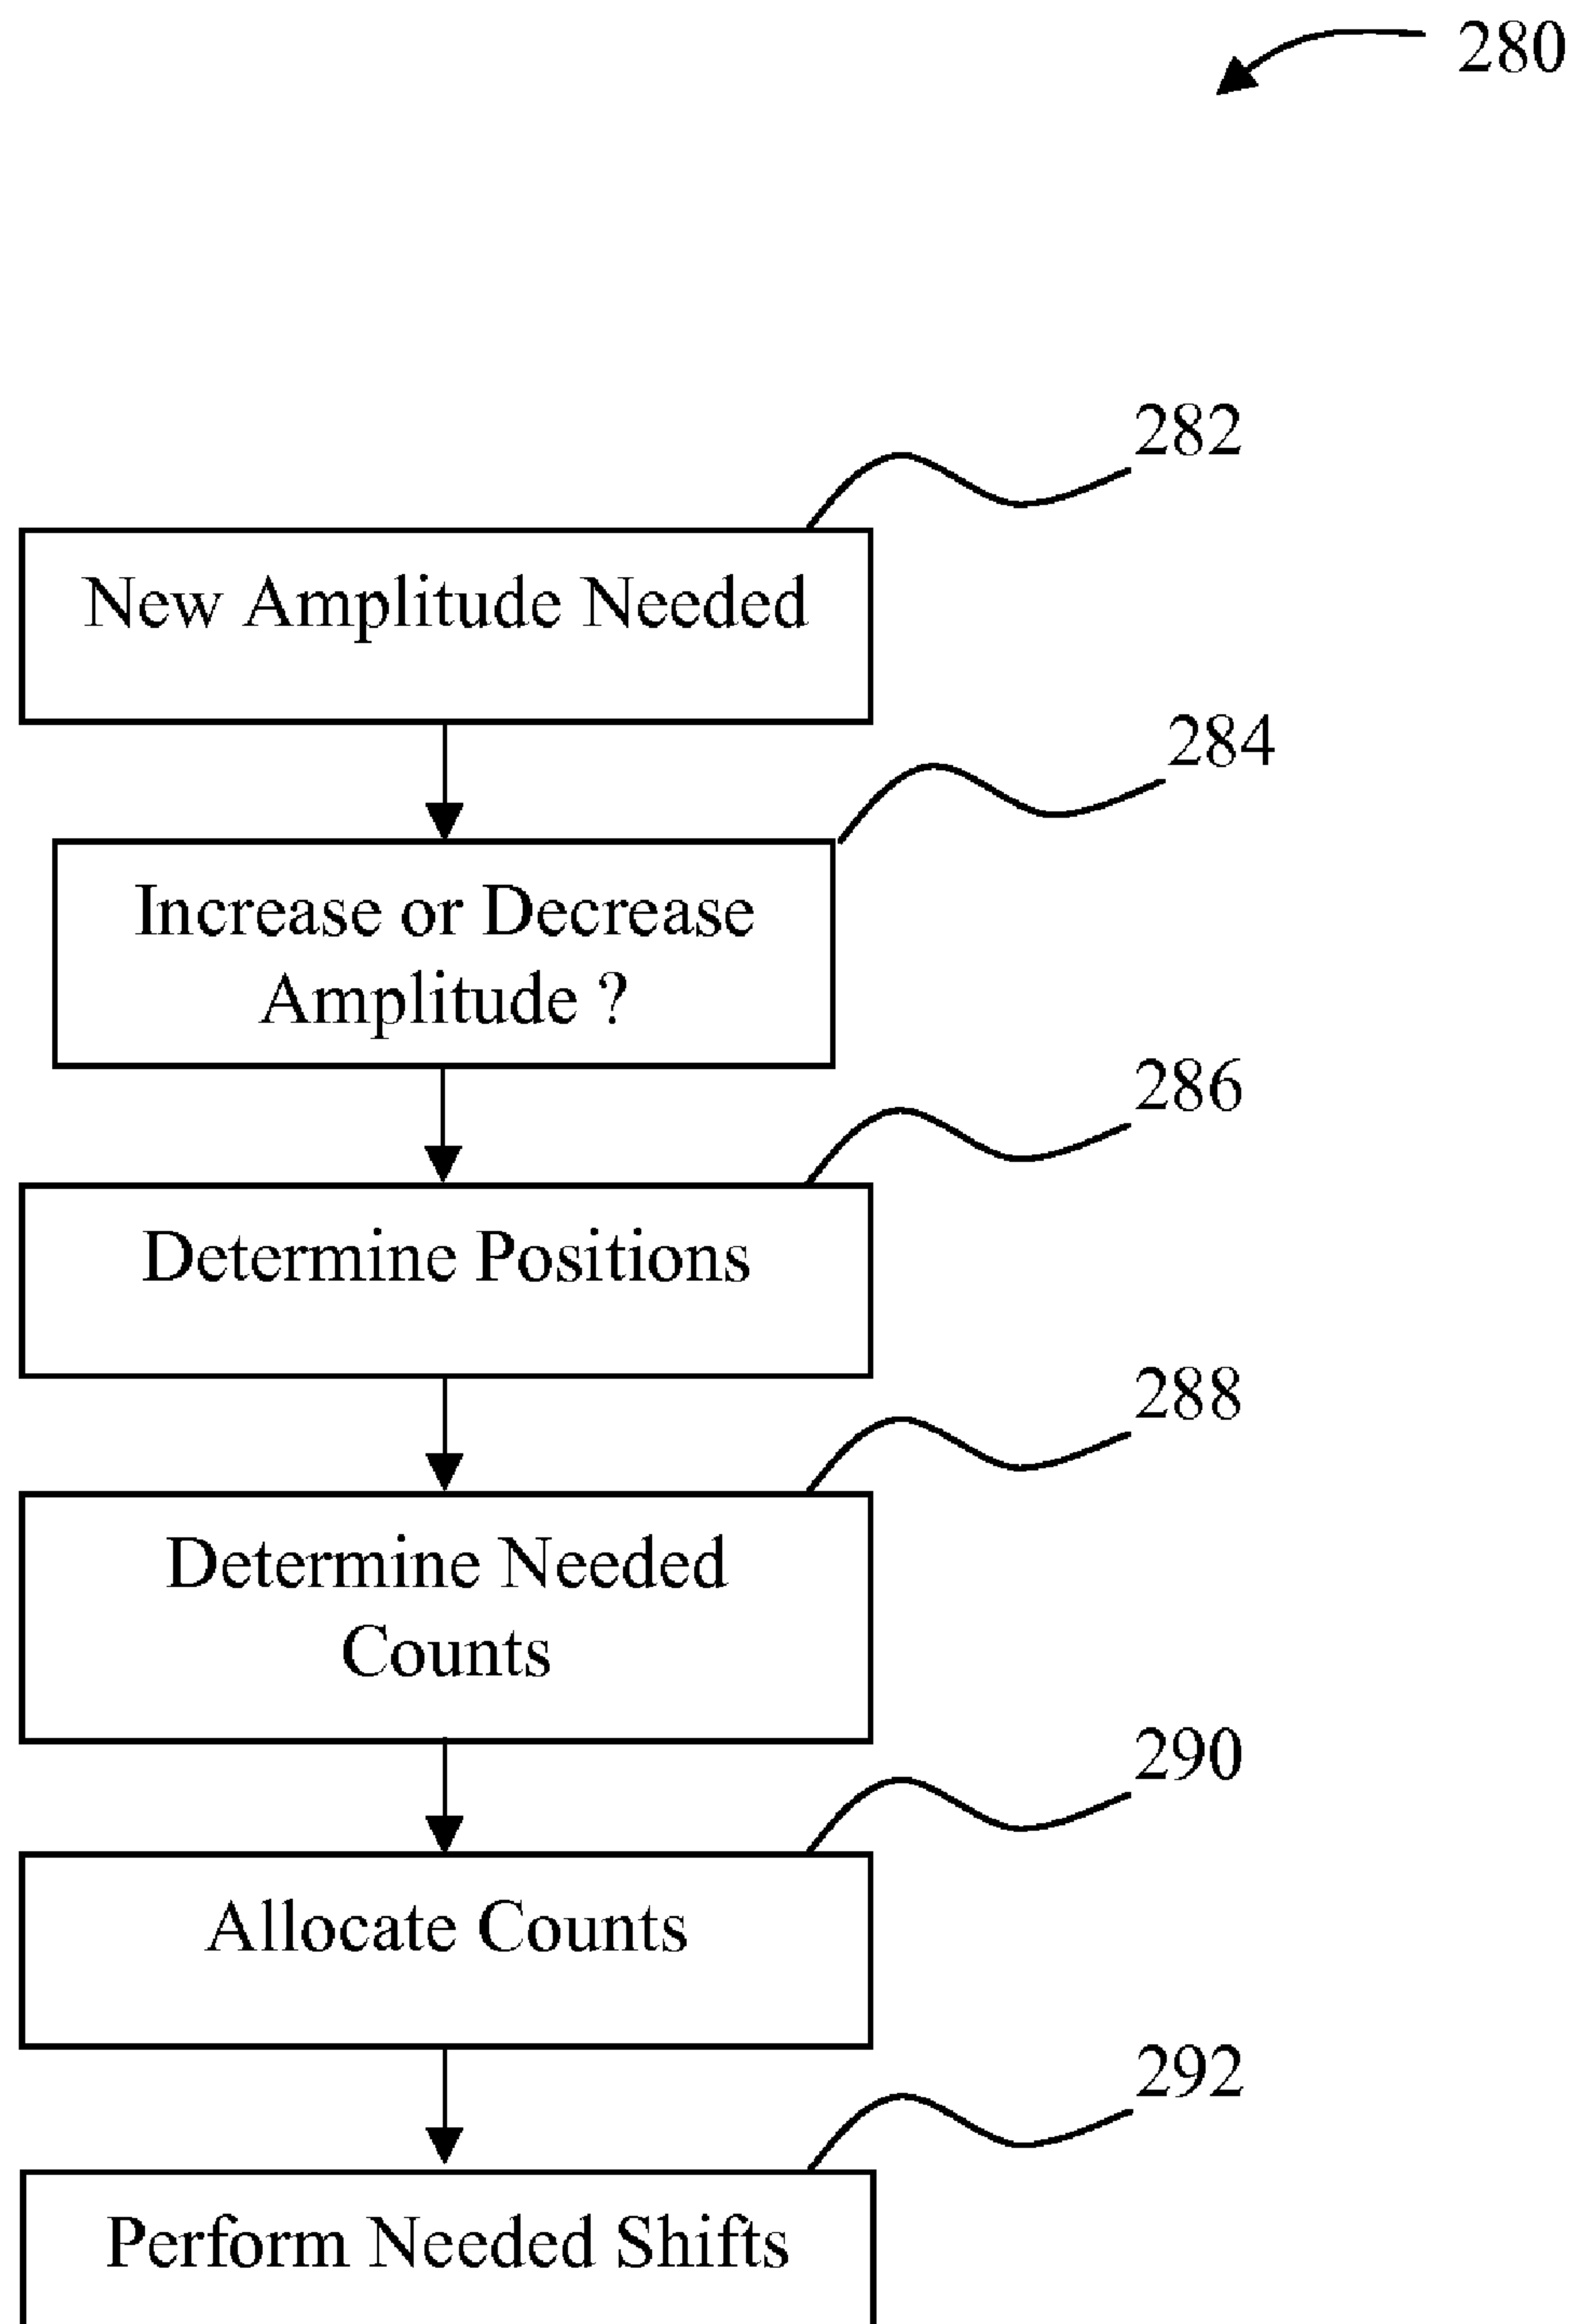 280
282
New Amplitude Needed
284
Increase or Decrease
Amplitude ?
286
Determine Positions
288
Determine Needed
Counts
290
Allocate Counts
292
Perform Needed Shifts